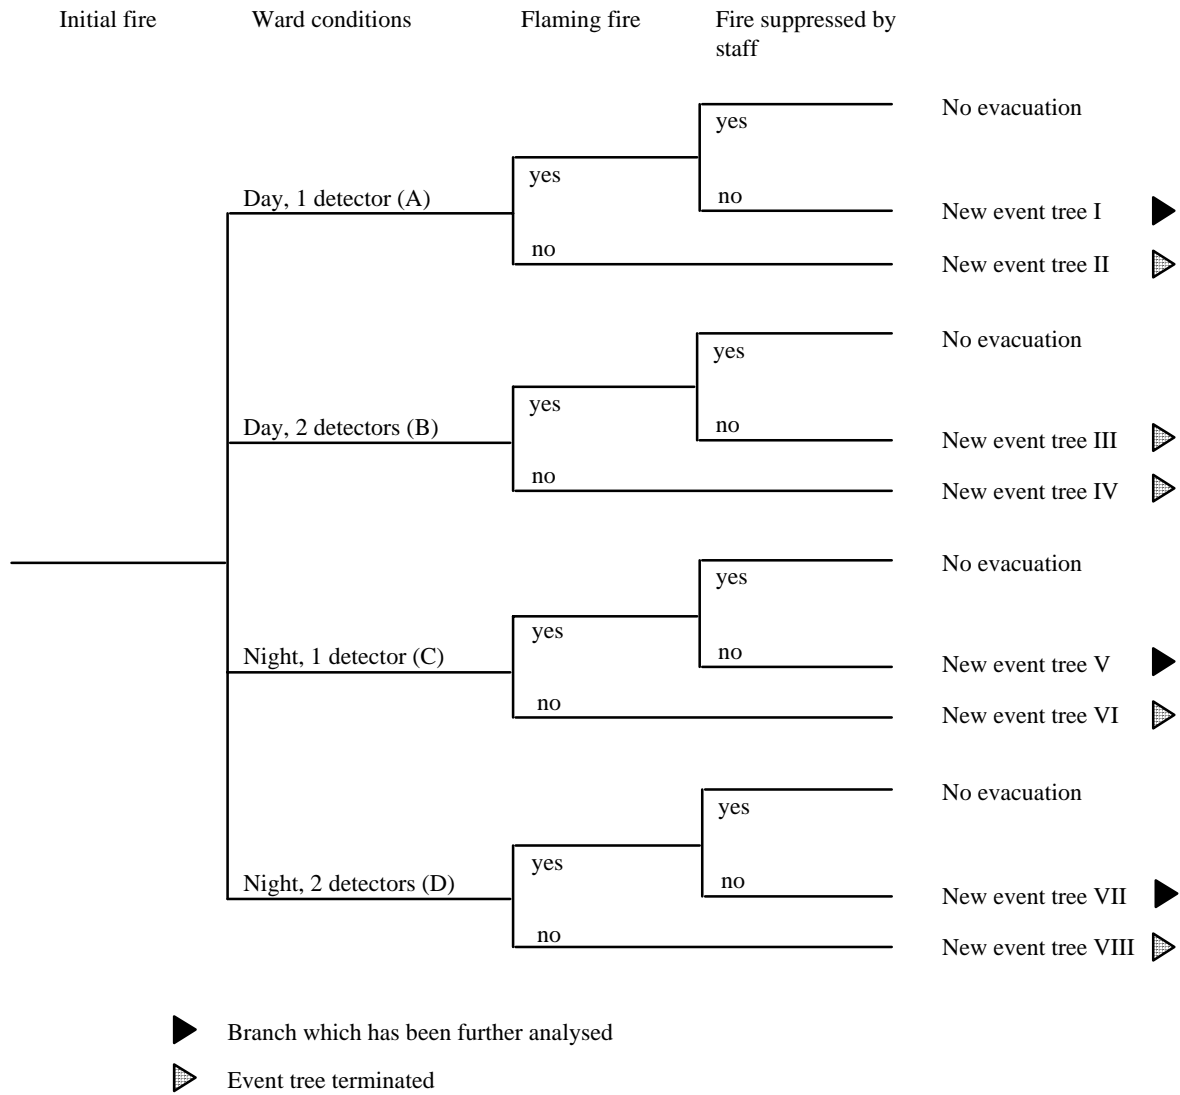 Initial fire
Ward conditions
Flaming fire
Fire suppressed by
staff
No evacuation
yes
yes
no
Day, 1 detector (A)
New event tree I
no
New event tree II
No evacuation
yes
yes
no
Day, 2 detectors (B)
New event tree III
no
New event tree IV
No evacuation
yes
yes
no
Night, 1 detector (C)
New event tree V
no
New event tree VI
No evacuation
yes
yes
no
Night, 2 detectors (D)
New event tree VII
no
New event tree VIII
Branch which has been further analysed
Event tree terminated